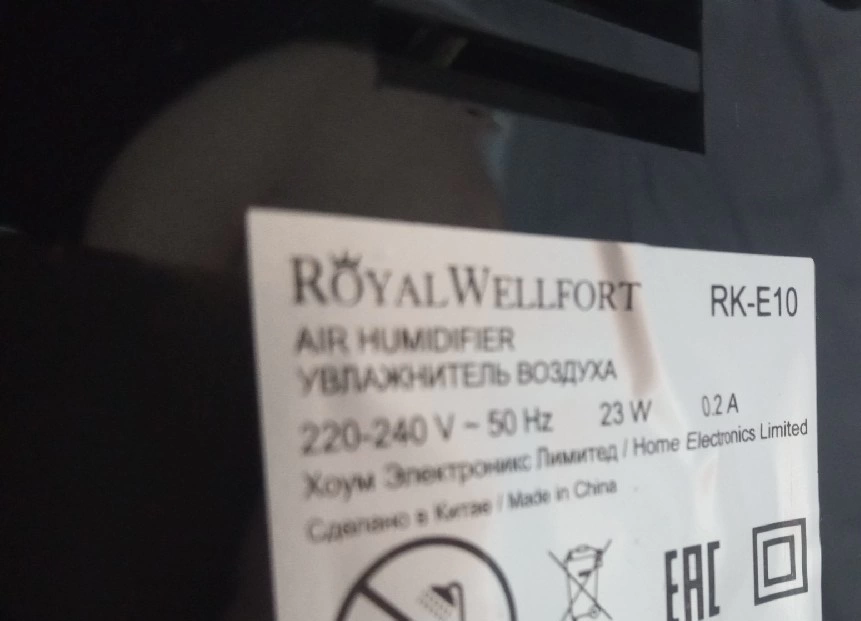 ROYALWELLFORT RK-E10
AIR HUMIDIFIER
УВЛАЖНИТЕЛЬ ВОЗДУХА
220-240 V ~ 50 Hz 23 W 0.2 A
Хоум Электроникс Лимитед / Home Electronics Limited
Сделано в Китае / Made in China
EAC